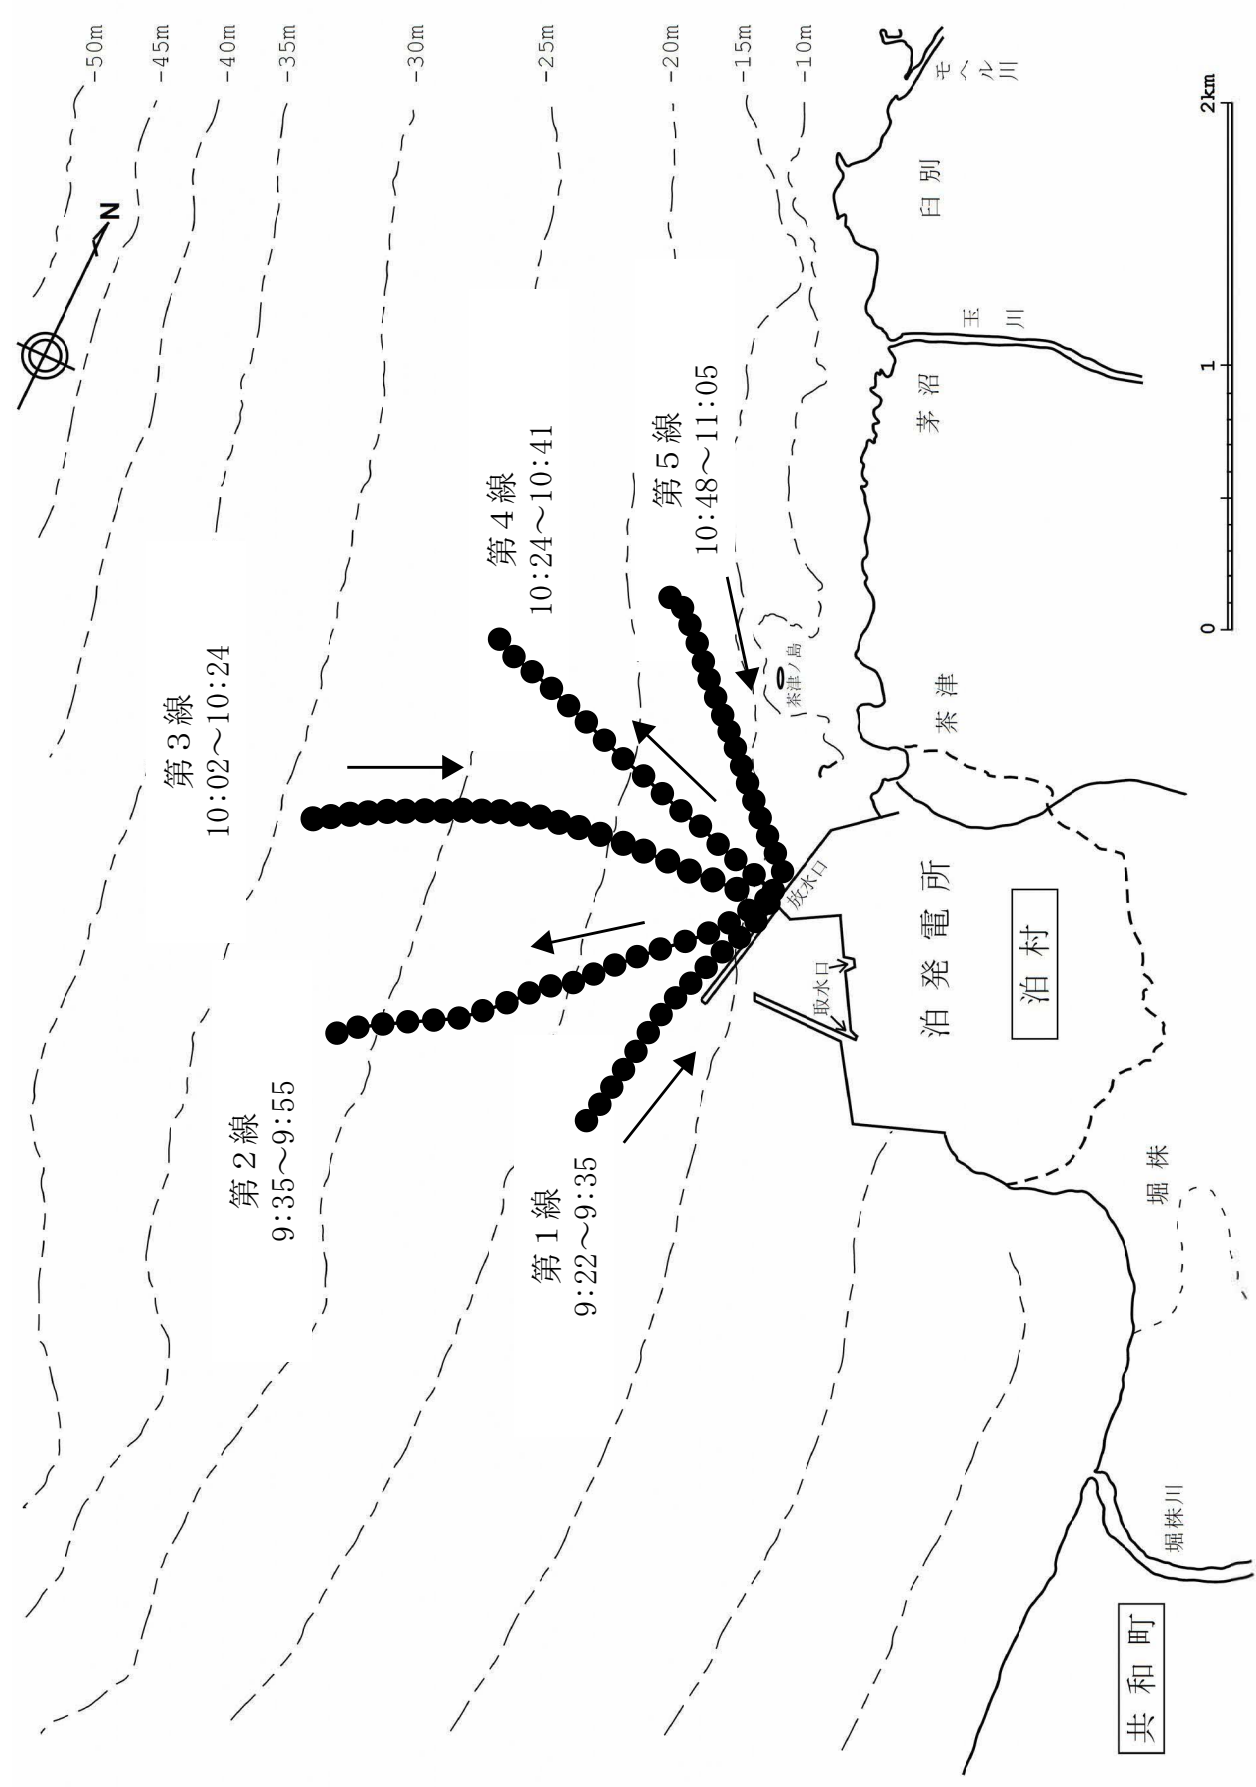 -50m
-45m
-40m
-35m
-30m
-25m
-20m
-15m
-10m
N
モヘル川
臼別
玉川
茅沼
第5線
10:48～11:05
第4線
10:24～10:41
第3線
10:02～10:24
第2線
9:35～9:55
第1線
9:22～9:35
茶津ノ島
茶津
放水口
取水口
泊発電所
泊村
堀株
堀株川
共和町
0
1
2km